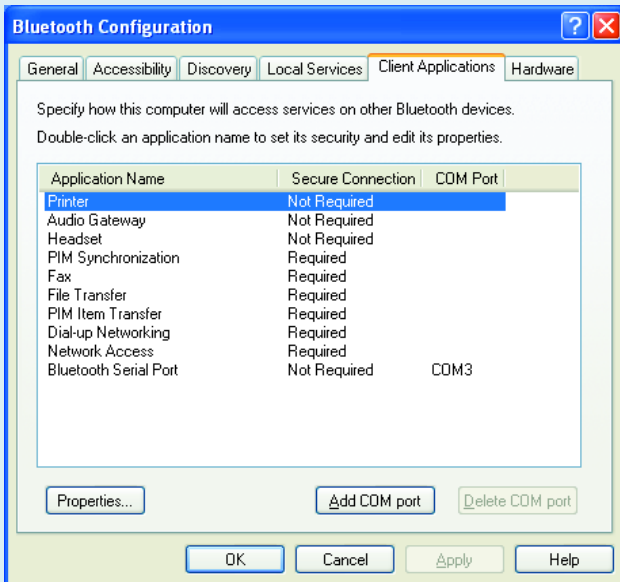 Bluetooth Configuration
General Accessibility Discovery Local Services Client Applications Hardware
Specify how this computer will access services on other Bluetooth devices.
Double-click an application name to set its security and edit its properties.
Application Name Secure Connection COM Port
Printer Not Required
Audio Gateway Not Required
Headset Not Required
PIM Synchronization Required
Fax Required
File Transfer Required
PIM Item Transfer Required
Dial-up Networking Required
Network Access Required
Bluetooth Serial Port Not Required COM3
Properties... Add COM port Delete COM port
OK Cancel Apply Help